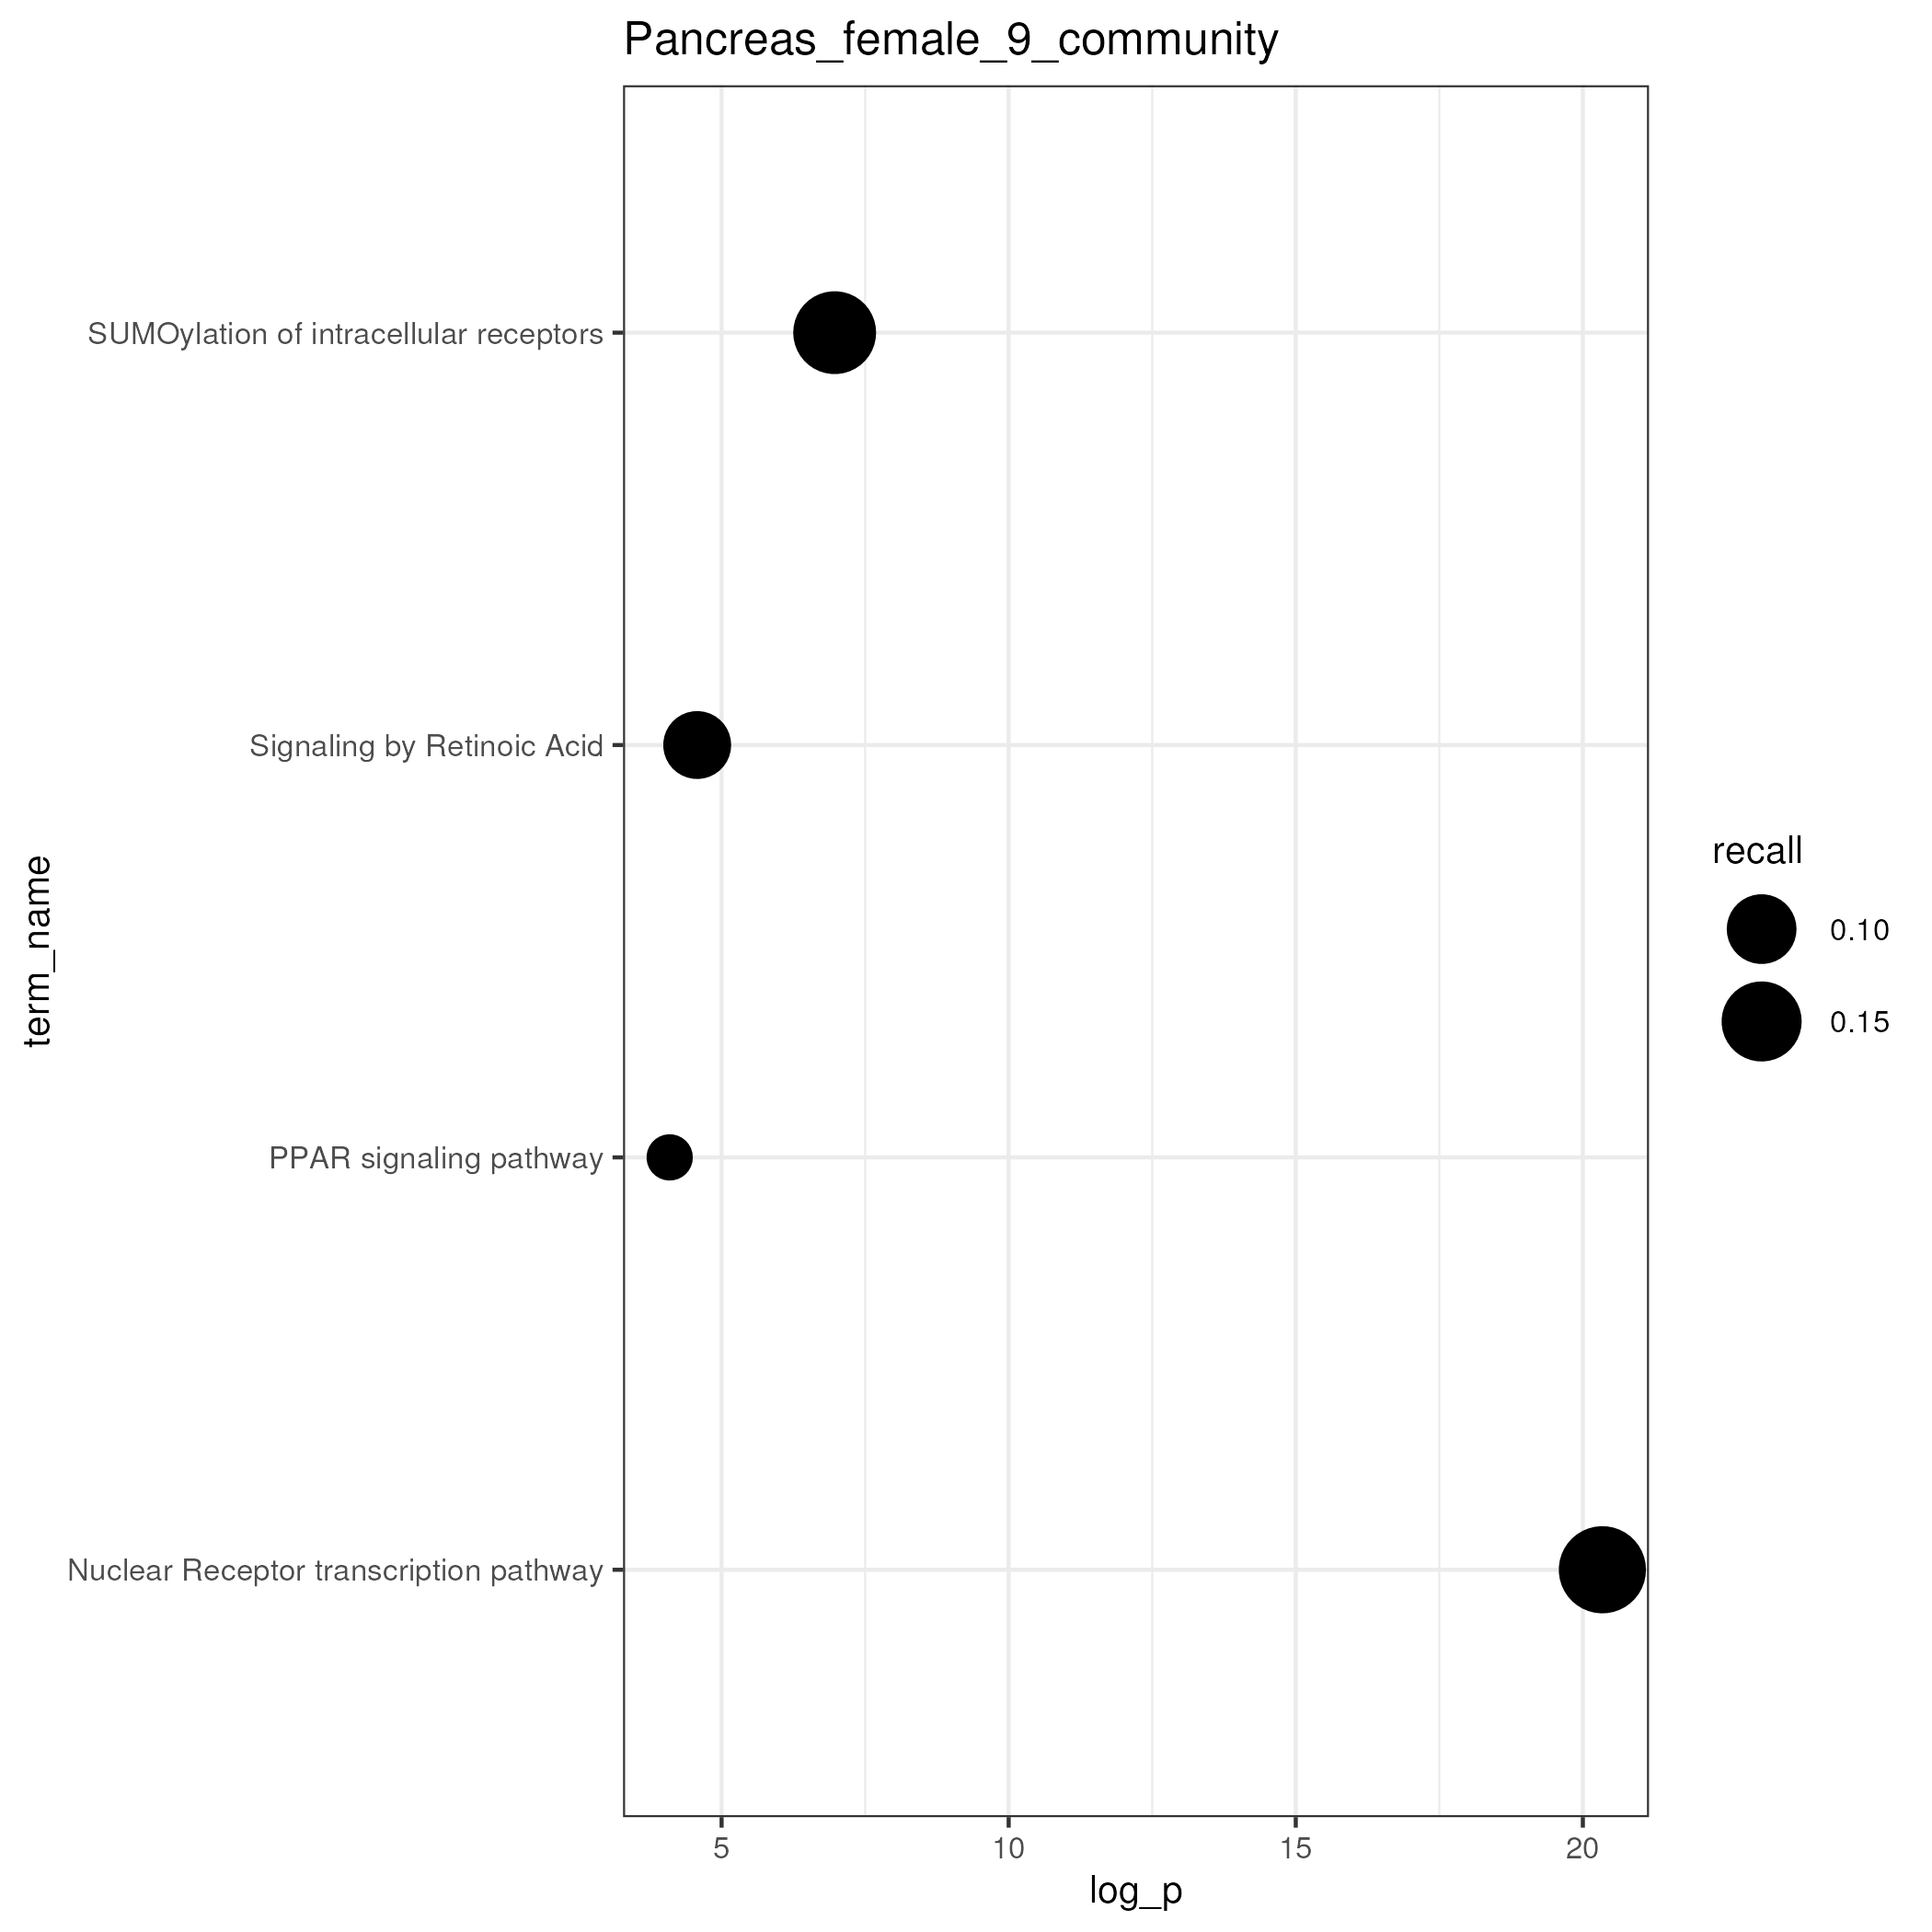 Pancreas_female_9_community
term_name
SUMOylation of intracellular receptors
Signaling by Retinoic Acid
PPAR signaling pathway
Nuclear Receptor transcription pathway
5
10
15
20
log_p
recall
0.10
0.15